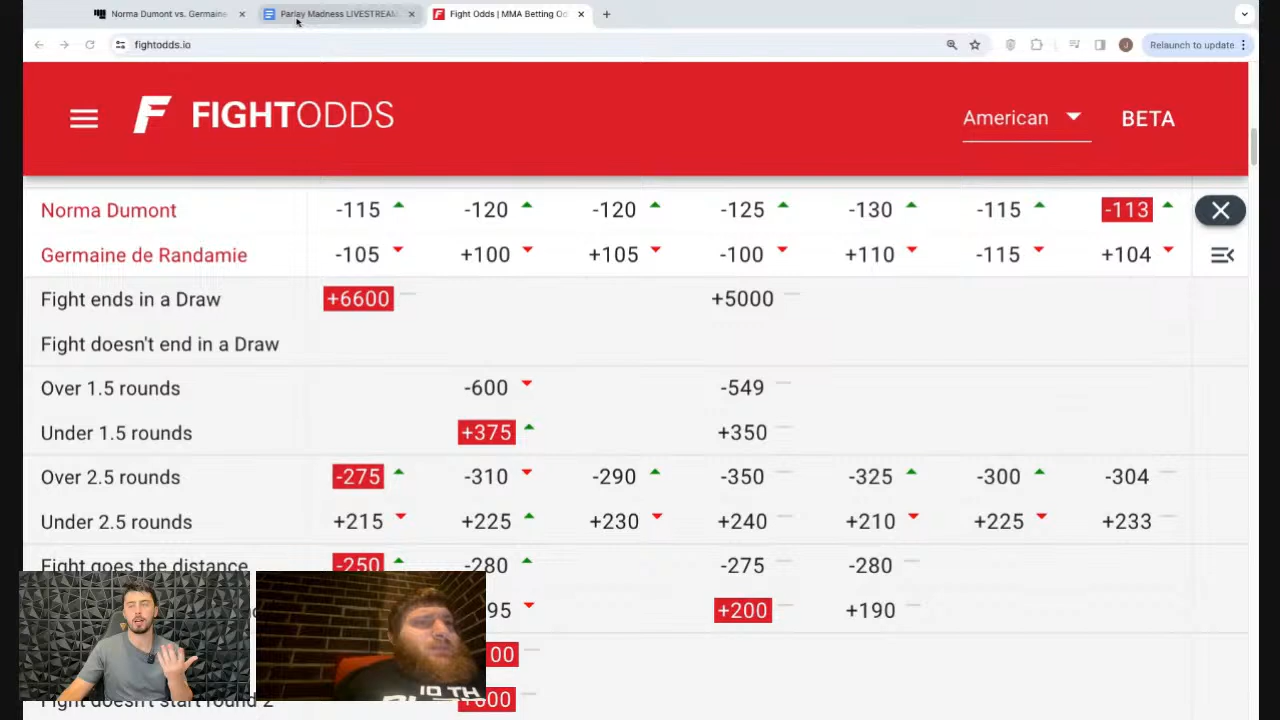 Norma Dumont vs. Germaine
Parlay Madness LIVESTREAM
Fight Odds | MMA Betting Od
fightodds.io
Relaunch to update
FIGHTODDS
American
BETA
Norma Dumont -115 -120 -120 -125 -130 -115 -113
Germaine de Randamie -105 +100 +105 -100 +110 -115 +104
Fight ends in a Draw +6600 +5000
Fight doesn't end in a Draw
Over 1.5 rounds -600 -549
Under 1.5 rounds +375 +350
Over 2.5 rounds -275 -310 -290 -350 -325 -300 -304
Under 2.5 rounds +215 +225 +230 +240 +210 +225 +233
Fight goes the distance -250 -280 -275 -280
95 +200 +190
00
Fight doesn't start round 2 +600